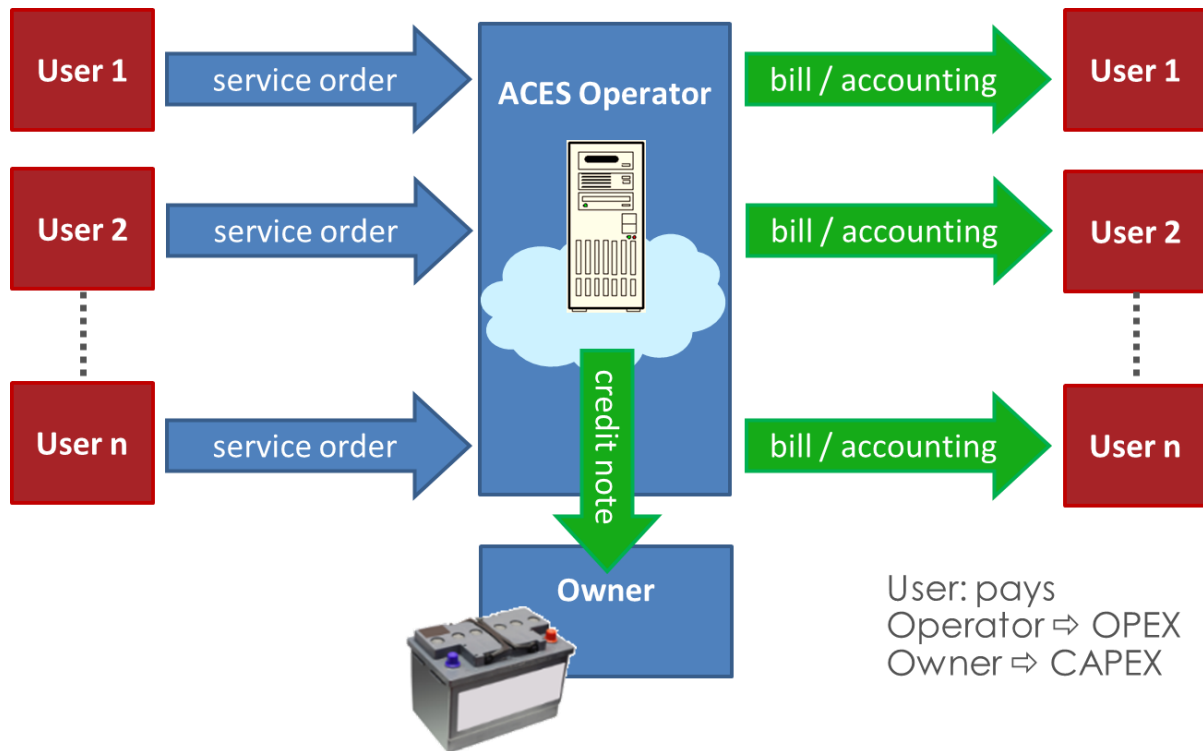 User 1
service order
ACES Operator
bill / accounting
User 1
User 2
service order
bill / accounting
User 2
User n
service order
credit note
bill / accounting
User n
Owner
User: pays
Operator ⇨ OPEX
Owner ⇨ CAPEX